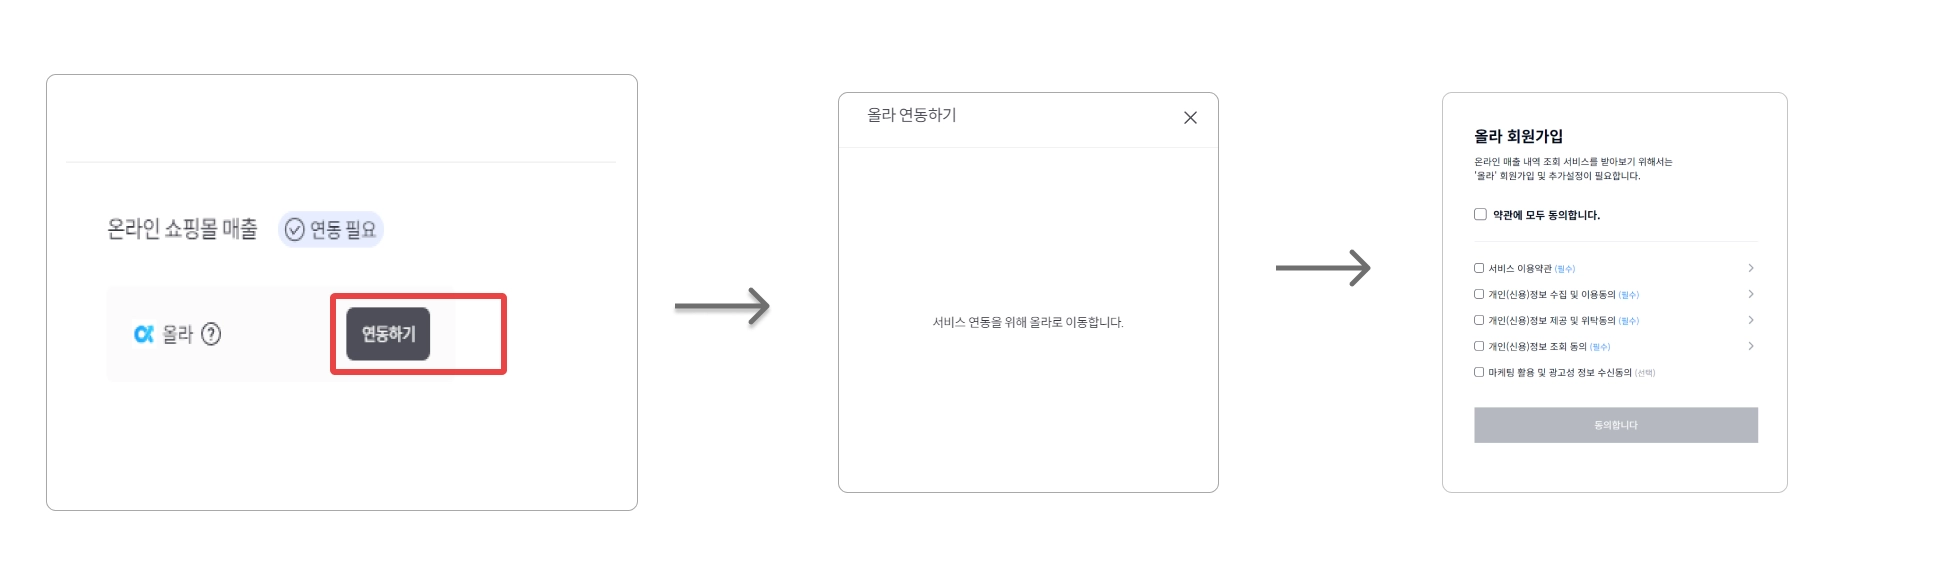 온라인 쇼핑몰 매출 연동 필요
올라 ? 연동하기
올라 연동하기
서비스 연동을 위해 올라로 이동합니다.
올라 회원가입
온라인 매출 내역 조회 서비스를 받아보기 위해서는
'올라' 회원가입 및 추가설정이 필요합니다.
약관에 모두 동의합니다.
서비스 이용약관 (필수)
개인(신용)정보 수집 및 이용동의 (필수)
개인(신용)정보 제공 및 위탁동의 (필수)
개인(신용)정보 조회 동의 (필수)
마케팅 활용 및 광고성 정보 수신동의 (선택)
동의합니다